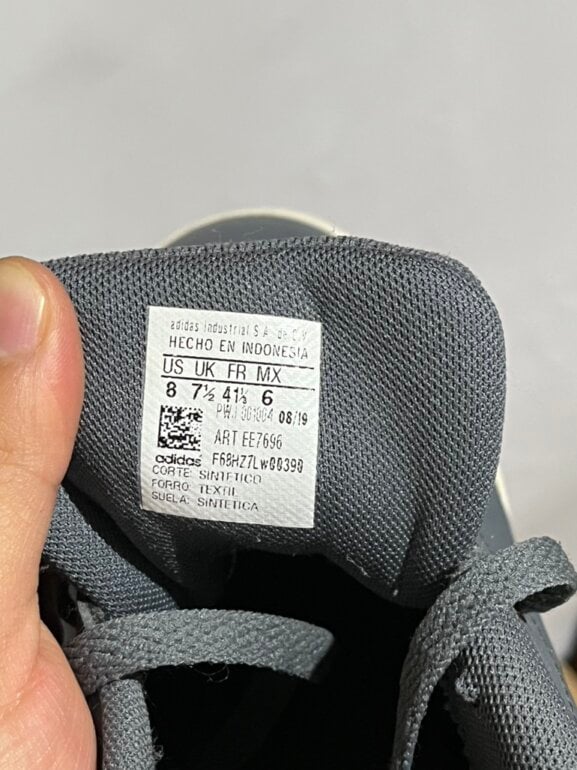 adidas Industrial S.A. de C.V.
HECHO EN INDONESIA
US UK FR MX
8 7½ 41⅓ 6
PWJ 001004 08/19
ART EE7696
adidas F68HZ7Lw00390
CORTE: SINTETICO
FORRO: TEXTIL
SUELA: SINTETICA